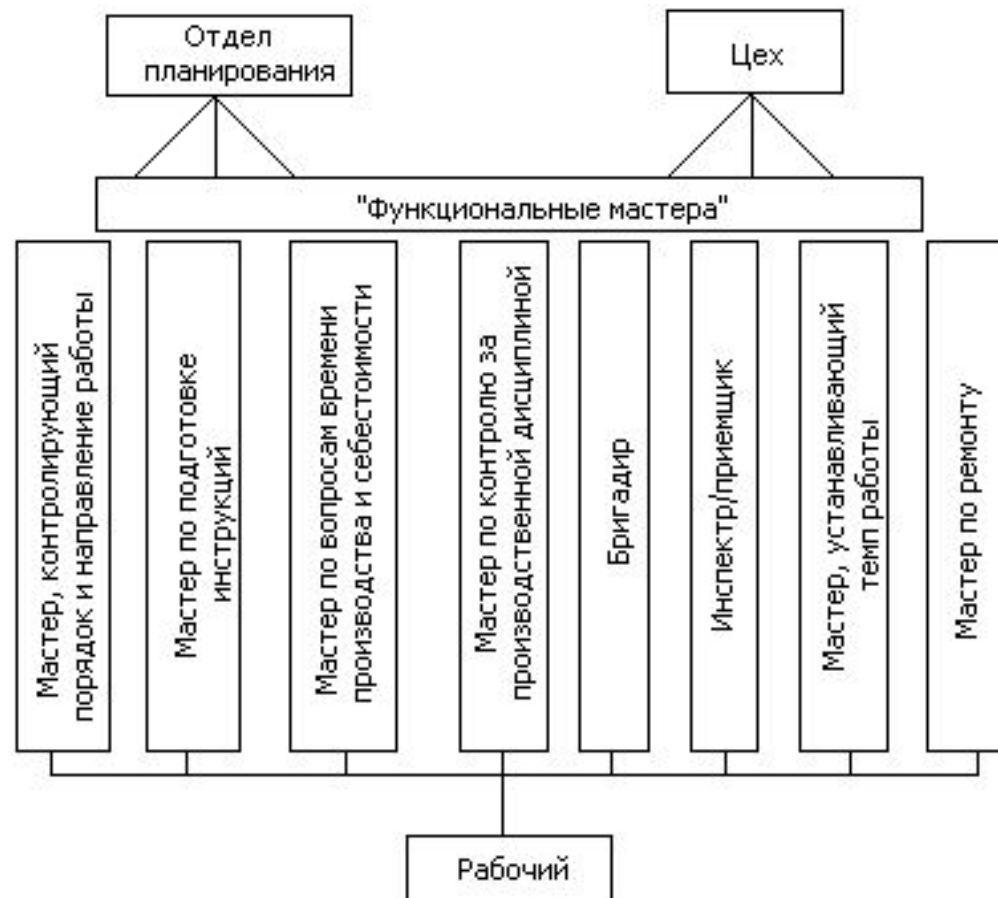 Отдел
планирования
Цех
"Функциональные мастера"
Мастер, контролирующий
порядок и направление работы
Мастер по подготовке
инструкций
Мастер по вопросам времени
производства и себестоимости
Мастер по контролю за
производственной дисциплиной
Бригадир
Инспектр/приемщик
Мастер, устанавливающий
темп работы
Мастер по ремонту
Рабочий